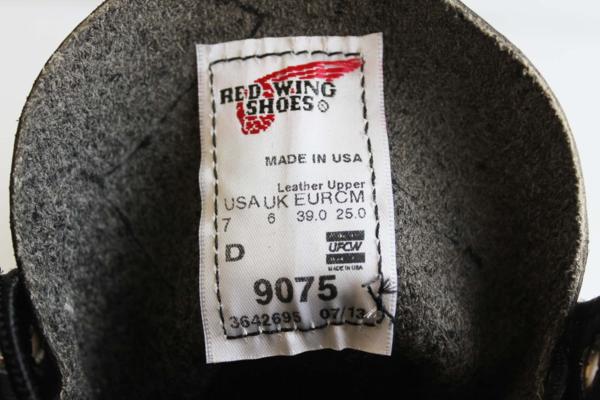 RED WING
SHOES®
MADE IN USA
Leather Upper
USA UK EUR CM
7 6 39.0 25.0
D
UFCW
MADE IN USA
9075
3642695 07/13